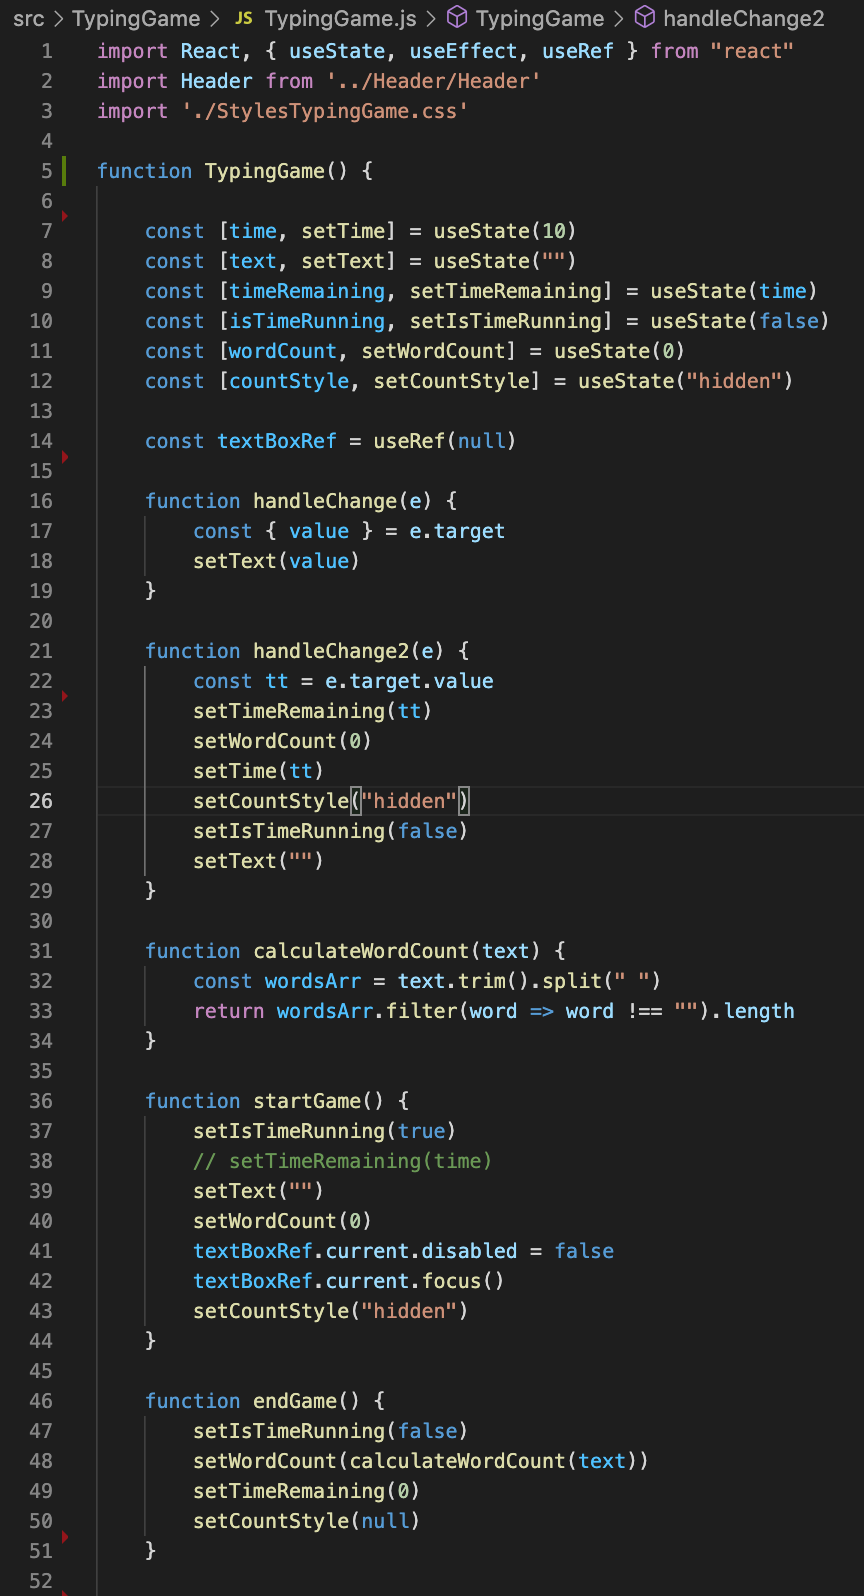 src > TypingGame > JS TypingGame.js > TypingGame > handleChange2
1 import React, { useState, useEffect, useRef } from "react"
2 import Header from '../Header/Header'
3 import './StylesTypingGame.css'
4
5 function TypingGame() {
6
7     const [time, setTime] = useState(10)
8     const [text, setText] = useState("")
9     const [timeRemaining, setTimeRemaining] = useState(time)
10     const [isTimeRunning, setIsTimeRunning] = useState(false)
11     const [wordCount, setWordCount] = useState(0)
12     const [countStyle, setCountStyle] = useState("hidden")
13
14     const textBoxRef = useRef(null)
15
16     function handleChange(e) {
17         const { value } = e.target
18         setText(value)
19     }
20
21     function handleChange2(e) {
22         const tt = e.target.value
23         setTimeRemaining(tt)
24         setWordCount(0)
25         setTime(tt)
26         setCountStyle("hidden")
27         setIsTimeRunning(false)
28         setText("")
29     }
30
31     function calculateWordCount(text) {
32         const wordsArr = text.trim().split(" ")
33         return wordsArr.filter(word => word !== "").length
34     }
35
36     function startGame() {
37         setIsTimeRunning(true)
38         // setTimeRemaining(time)
39         setText("")
40         setWordCount(0)
41         textBoxRef.current.disabled = false
42         textBoxRef.current.focus()
43         setCountStyle("hidden")
44     }
45
46     function endGame() {
47         setIsTimeRunning(false)
48         setWordCount(calculateWordCount(text))
49         setTimeRemaining(0)
50         setCountStyle(null)
51     }
52